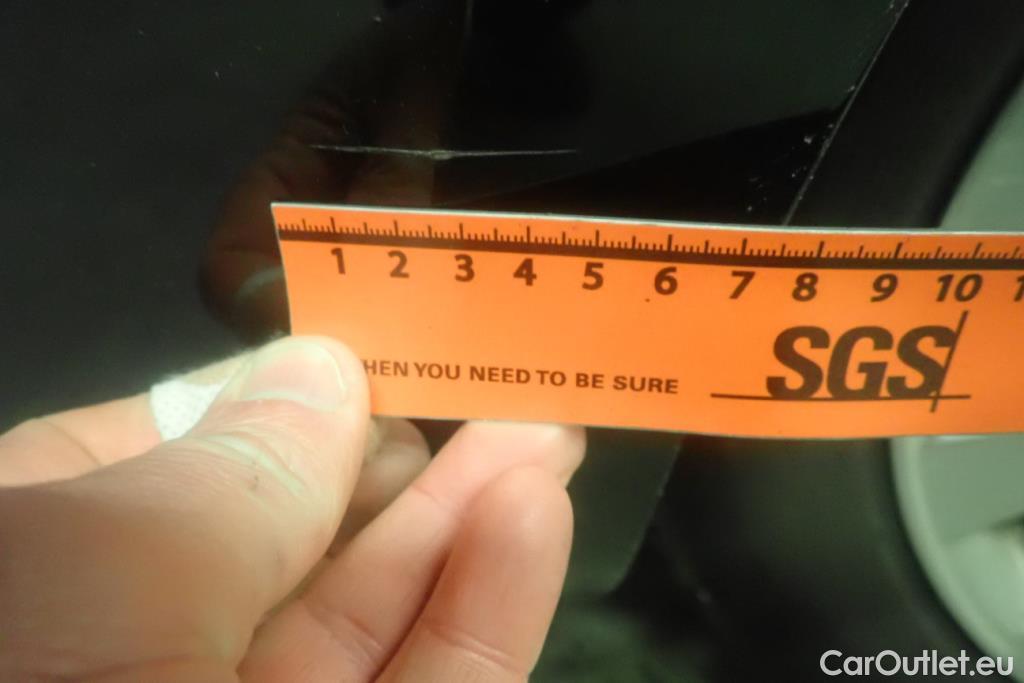 1 2 3 4 5 6 7 8 9 10
HEN YOU NEED TO BE SURE
SGS
CarOutlet.eu